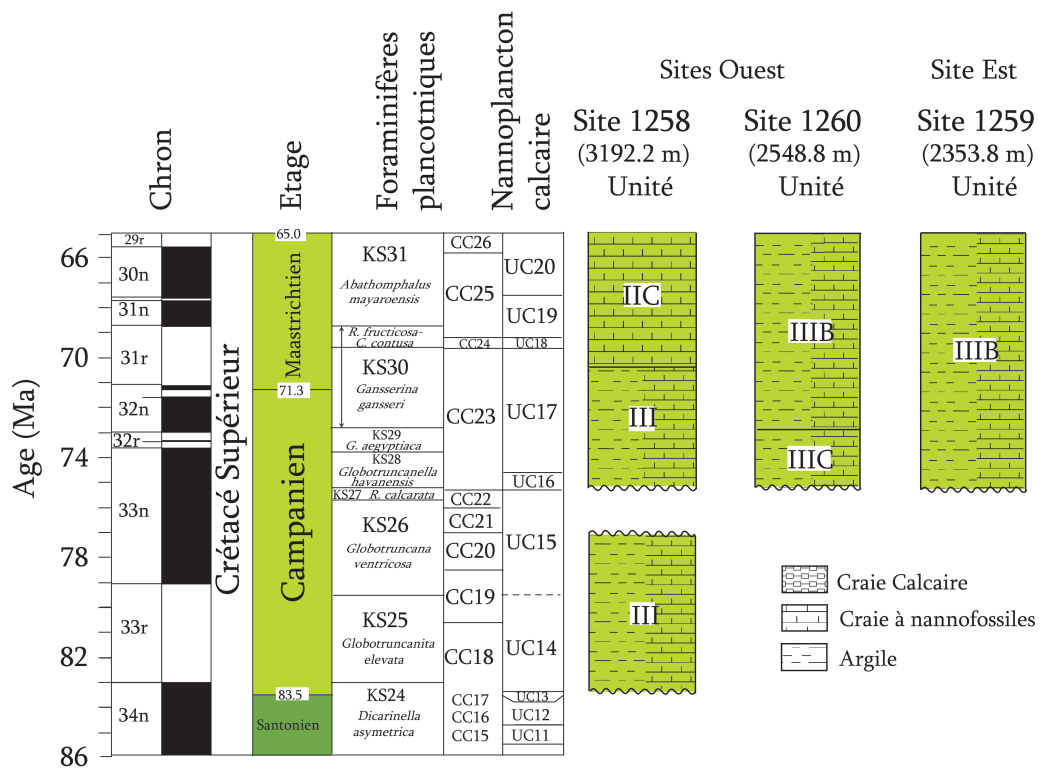 Chron
Etage
Foraminifères
plancotniques
Nannoplancton
calcaire
Sites Ouest
Site Est
Site 1258
(3192.2 m)
Unité
Site 1260
(2548.8 m)
Unité
Site 1259
(2353.8 m)
Unité
Age (Ma)
66
70
74
78
82
86
29r
30n
31n
31r
32n
32r
33n
33r
34n
Crétacé Supérieur
65.0
Maastrichtien
71.3
Campanien
83.5
Santonien
KS31
Abathomphalus
mayaroensis
R. fructicosa-
C. contusa
KS30
Gansserina
gansseri
KS29
G. aegyptiaca
KS28
Globotruncanella
havanensis
KS27 R. calcarata
KS26
Globotruncana
ventricosa
KS25
Globotruncanita
elevata
KS24
Dicarinella
asymetrica
CC26
CC25
CC24
CC23
CC22
CC21
CC20
CC19
CC18
CC17
CC16
CC15
UC20
UC19
UC18
UC17
UC16
UC15
UC14
UC13
UC12
UC11
IIC
III
III
IIIB
IIIC
IIIB
Craie Calcaire
Craie à nannofossiles
Argile